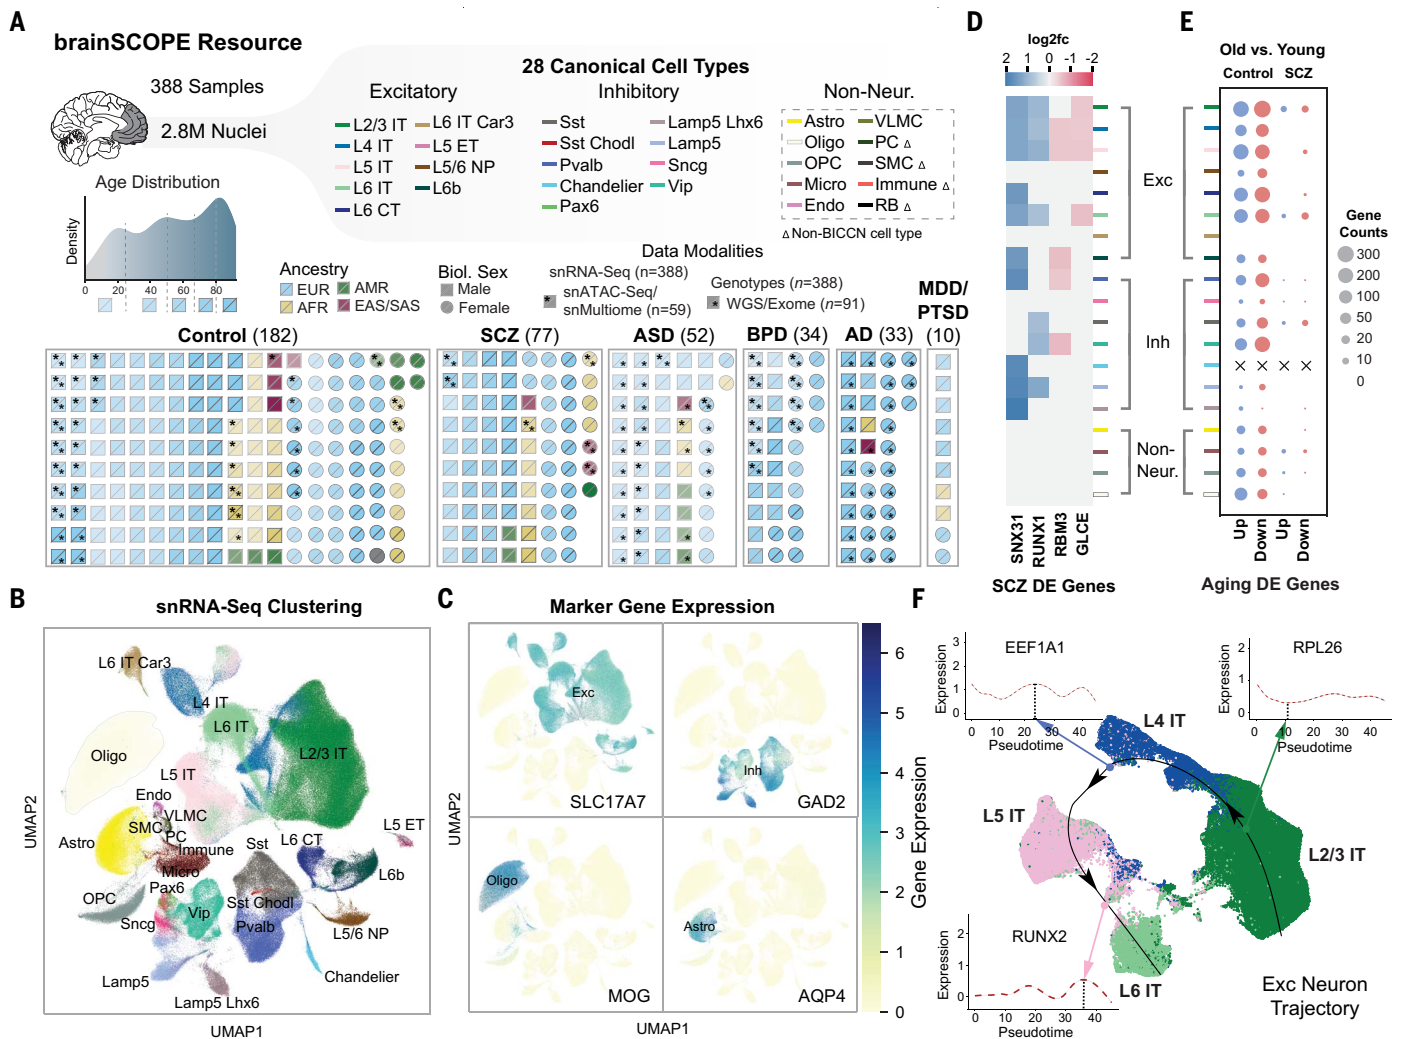 A
brainSCOPE Resource
388 Samples
2.8M Nuclei
Age Distribution
Density
0 20 40 60 80
28 Canonical Cell Types
Excitatory
L2/3 IT
L4 IT
L5 IT
L6 IT
L6 CT
L6 IT Car3
L5 ET
L5/6 NP
L6b
Inhibitory
Sst
Sst Chodl
Pvalb
Chandelier
Pax6
Lamp5 Lhx6
Lamp5
Sncg
Vip
Non-Neur.
Astro
Oligo
OPC
Micro
Endo
VLMC
PC Δ
SMC Δ
Immune Δ
RB Δ
Δ Non-BICCN cell type
Ancestry
EUR
AFR
AMR
EAS/SAS
Biol. Sex
Male
Female
Data Modalities
snRNA-Seq (n=388)
snATAC-Seq/
snMultiome (n=59)
Genotypes (n=388)
WGS/Exome (n=91)
Control (182)
SCZ (77)
ASD (52)
BPD (34)
AD (33)
MDD/
PTSD
(10)
D
log2fc
2 1 0 -1 -2
Exc
Inh
Non-
Neur.
SNX31
RUNX1
RBM3
GLCE
SCZ DE Genes
E
Old vs. Young
Control SCZ
Up
Down
Up
Down
Aging DE Genes
Gene
Counts
300
200
100
50
20
10
0
B
snRNA-Seq Clustering
L6 IT Car3
L4 IT
L6 IT
L2/3 IT
Oligo
L5 IT
Endo
VLMC
SMC
PC
Astro
Immune
Micro
Sst
L6 CT
L5 ET
L6b
OPC
Pax6
Vip
Sst Chodl
Sncg
Pvalb
L5/6 NP
Lamp5
Chandelier
Lamp5 Lhx6
UMAP2
UMAP1
C
Marker Gene Expression
Exc
SLC17A7
Inh
GAD2
Oligo
MOG
Astro
AQP4
UMAP2
UMAP1
6
5
4
3
2
1
0
Gene Expression
F
EEF1A1
Expression
3
2
1
0
0 10 20 30 40
Pseudotime
RPL26
Expression
2
1
0
0 10 20 30 40
Pseudotime
L4 IT
L5 IT
L2/3 IT
L6 IT
RUNX2
Expression
2
1
0
0 10 20 30 40
Pseudotime
Exc Neuron
Trajectory